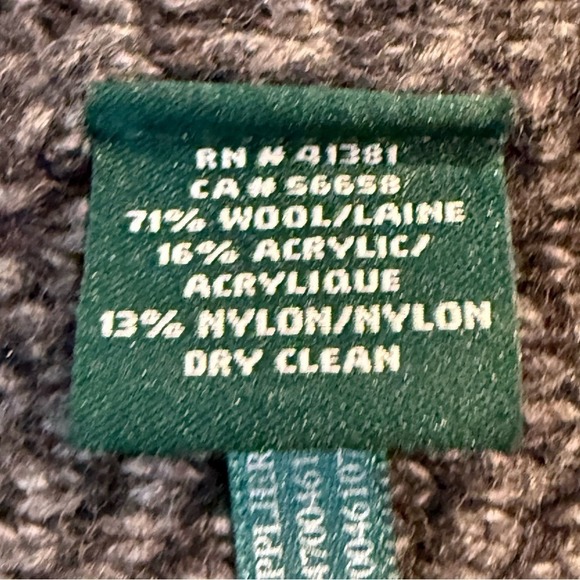 RN # 41381
CA # 56658
71% WOOL/LAINE
16% ACRYLIC/
ACRYLIQUE
13% NYLON/NYLON
DRY CLEAN